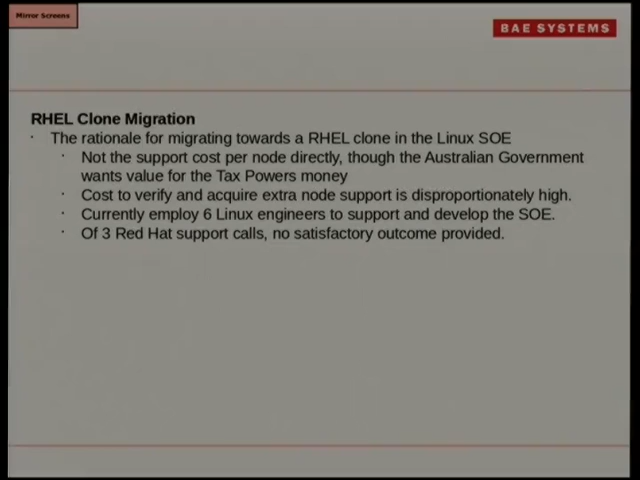 Mirror Screens
BAE SYSTEMS
RHEL Clone Migration
· The rationale for migrating towards a RHEL clone in the Linux SOE
· Not the support cost per node directly, though the Australian Government
wants value for the Tax Powers money
· Cost to verify and acquire extra node support is disproportionately high.
· Currently employ 6 Linux engineers to support and develop the SOE.
· Of 3 Red Hat support calls, no satisfactory outcome provided.